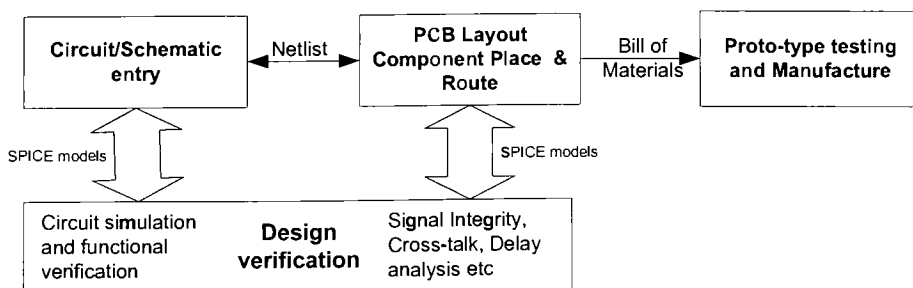 Circuit/Schematic
entry
Netlist
PCB Layout
Component Place &
Route
Bill of
Materials
Proto-type testing
and Manufacture
SPICE models
SPICE models
Circuit simulation
and functional
verification
Design
verification
Signal Integrity,
Cross-talk, Delay
analysis etc